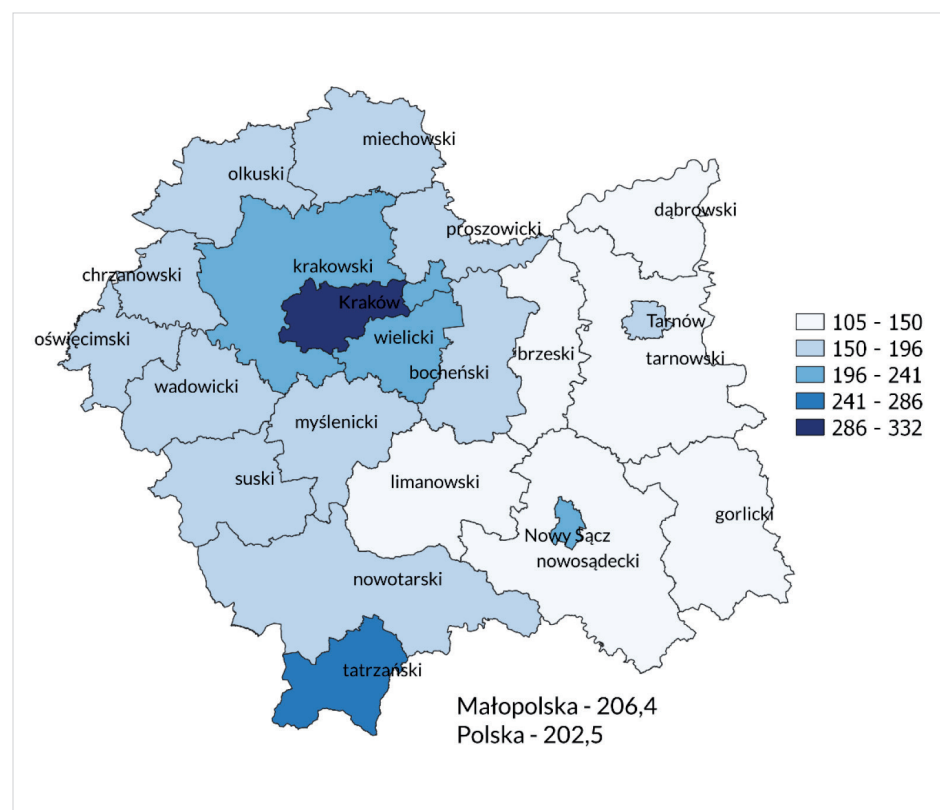 miechowski
olkuski
dąbrowski
proszowicki
krakowski
chrzanowski
Kraków
Tarnów
oświęcimski
wielicki
brzeski
tarnowski
bocheński
wadowicki
myślenicki
suski
limanowski
gorlicki
Nowy Sącz
nowosądecki
nowotarski
tatrzański
105 - 150
150 - 196
196 - 241
241 - 286
286 - 332
Małopolska - 206,4
Polska - 202,5